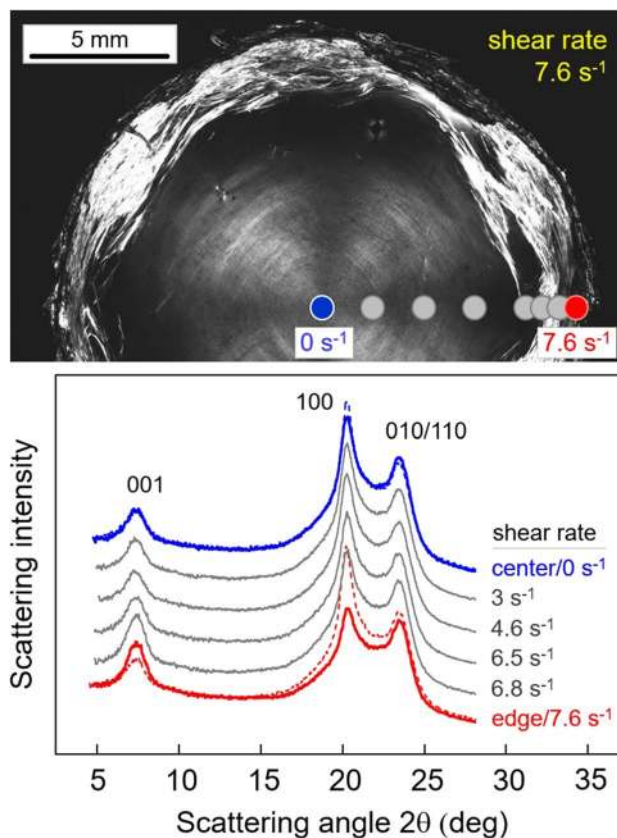 5 mm
shear rate
7.6 s⁻¹
0 s⁻¹
7.6 s⁻¹
100
010/110
001
shear rate
center/0 s⁻¹
3 s⁻¹
4.6 s⁻¹
6.5 s⁻¹
6.8 s⁻¹
edge/7.6 s⁻¹
Scattering intensity
5 10 15 20 25 30 35
Scattering angle 2θ (deg)